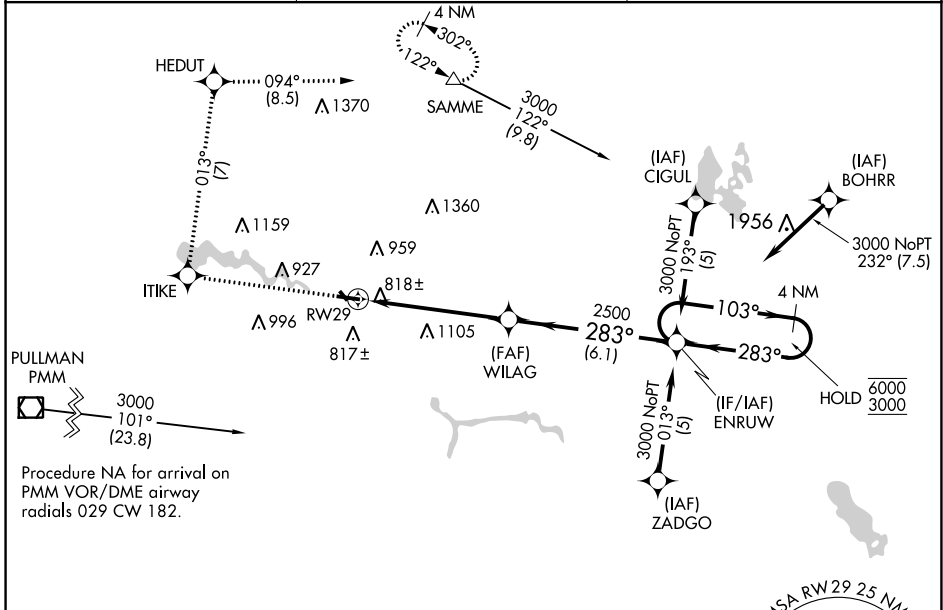 4 NM
302°
122°
HEDUT
094°
(8.5)
1370
SAMME
3000
122°
(9.8)
013°
(7)
(IAF)
CIGUL
(IAF)
BOHRR
1956
3000 NoPT
232° (7.5)
1159
1360
959
927
818±
3000 NoPT
193°
(5)
ITIKE
RW29
996
817±
1105
2500
283°
(6.1)
103°
4 NM
283°
(FAF)
WILAG
PULLMAN
PMM
3000
101°
(23.8)
(IF/IAF)
ENRUW
HOLD
6000
3000
3000 NoPT
013°
(5)
Procedure NA for arrival on
PMM VOR/DME airway
radials 029 CW 182.
(IAF)
ZADGO
MSA RW29 25 NM